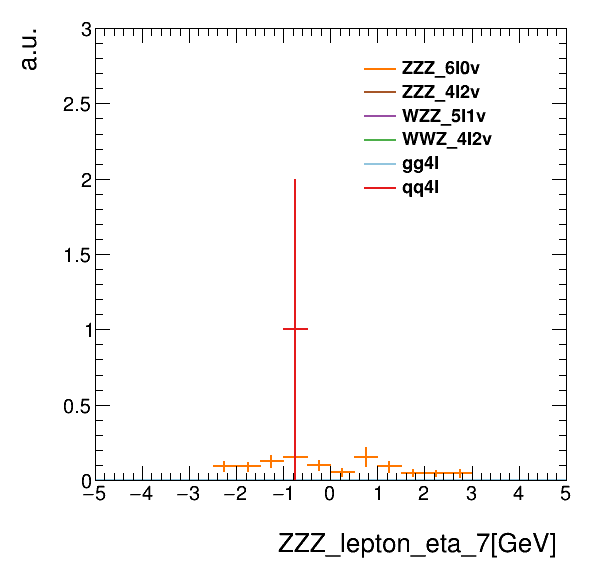 a.u.
3
2.5
2
1.5
1
0.5
0
−5 −4 −3 −2 −1 0 1 2 3 4 5
ZZZ_6l0v
ZZZ_4l2v
WZZ_5l1v
WWZ_4l2v
gg4l
qq4l
ZZZ_lepton_eta_7[GeV]